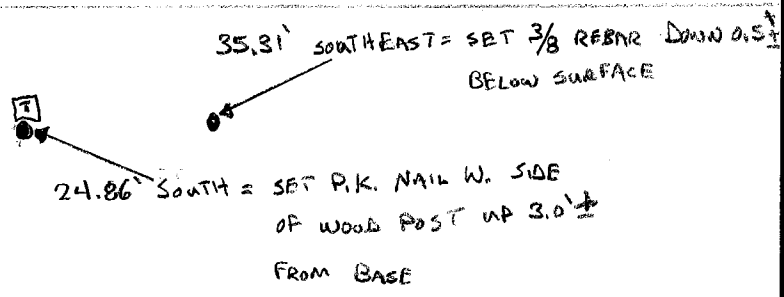 35.31' SOUTHEAST = SET 3/8 REBAR DOWN 0.5'±
BELOW SURFACE
T
24.86' SOUTH = SET P.K. NAIL W. SIDE
OF WOOD POST UP 3.0'±
FROM BASE